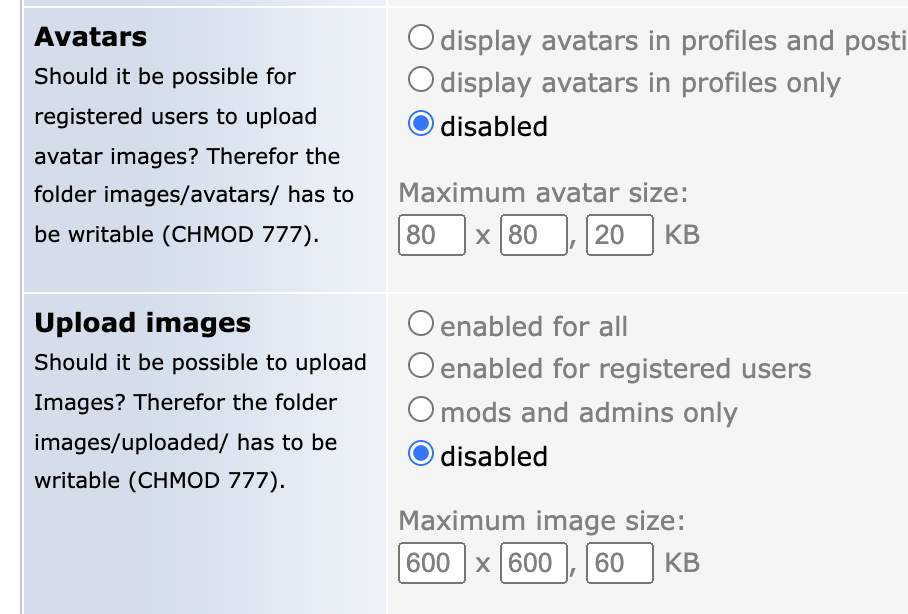 Avatars
Should it be possible for
registered users to upload
avatar images? Therefor the
folder images/avatars/ has to
be writable (CHMOD 777).
display avatars in profiles and posti
display avatars in profiles only
disabled
Maximum avatar size:
80 x 80, 20 KB
Upload images
Should it be possible to upload
Images? Therefor the folder
images/uploaded/ has to be
writable (CHMOD 777).
enabled for all
enabled for registered users
mods and admins only
disabled
Maximum image size:
600 x 600, 60 KB